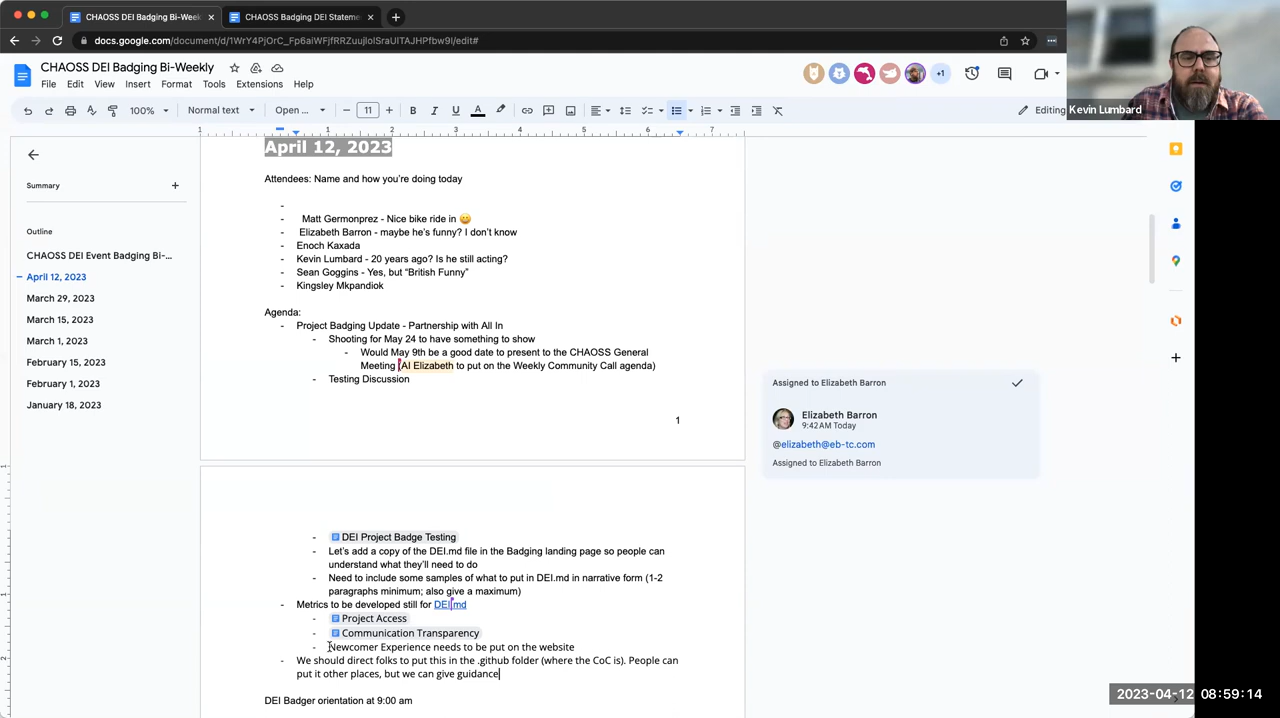 CHAOSS DEI Badging Bi-Week
CHAOSS Badging DEI Stateme
docs.google.com/document/d/1WrY4PjOrC_Fp6aiWFjfRRZuujIoISraUlTAJHPfbw9I/edit#
CHAOSS DEI Badging Bi-Weekly
File Edit View Insert Format Tools Extensions Help
+1
Kevin Lumbard
100% Normal text Open ... 11 B I U A Editing
1 1 2 3 4 5 6 7
Summary
Outline
CHAOSS DEI Event Badging Bi-...
April 12, 2023
March 29, 2023
March 15, 2023
March 1, 2023
February 15, 2023
February 1, 2023
January 18, 2023
April 12, 2023
Attendees: Name and how you're doing today
-
- Matt Germonprez - Nice bike ride in 😀
- Elizabeth Barron - maybe he's funny? I don't know
- Enoch Kaxada
- Kevin Lumbard - 20 years ago? Is he still acting?
- Sean Goggins - Yes, but “British Funny”
- Kingsley Mkpandiok
Agenda:
- Project Badging Update - Partnership with All In
- Shooting for May 24 to have something to show
- Would May 9th be a good date to present to the CHAOSS General
Meeting (AI Elizabeth to put on the Weekly Community Call agenda)
- Testing Discussion
1
- DEI Project Badge Testing
- Let's add a copy of the DEI.md file in the Badging landing page so people can
understand what they'll need to do
- Need to include some samples of what to put in DEI.md in narrative form (1-2
paragraphs minimum; also give a maximum)
- Metrics to be developed still for DEI.md
- Project Access
- Communication Transparency
- Newcomer Experience needs to be put on the website
- We should direct folks to put this in the .github folder (where the CoC is). People can
put it other places, but we can give guidance
DEI Badger orientation at 9:00 am
Assigned to Elizabeth Barron
Elizabeth Barron
9:42 AM Today
@elizabeth@eb-tc.com
Assigned to Elizabeth Barron
2023-04-12 08:59:14